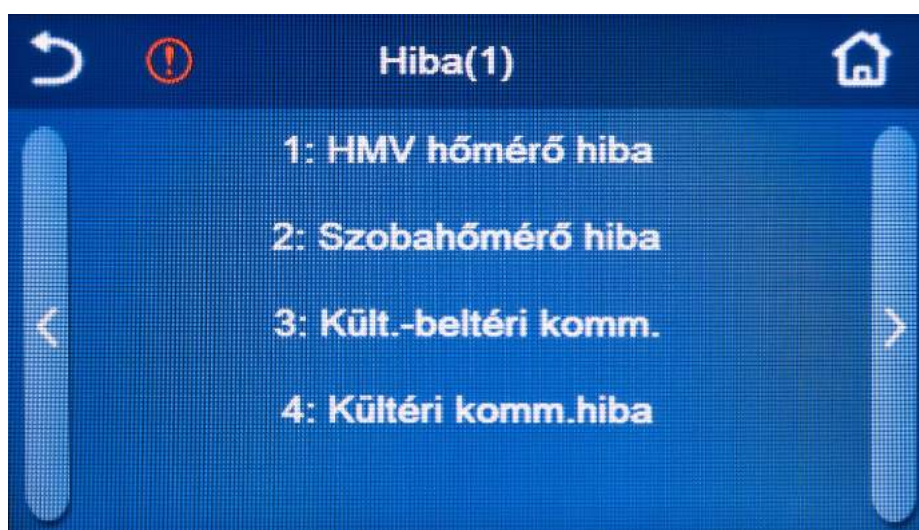 Hiba(1)
1: HMV hőmérő hiba
2: Szobahőmérő hiba
3: Kült.-beltéri komm.
4: Kültéri komm.hiba